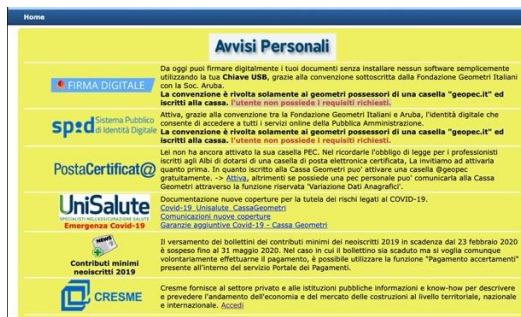 Home
Avvisi Personali
FIRMA DIGITALE
Da oggi puoi firmare digitalmente i tuoi documenti senza installare nessun software semplicemente
utilizzando la tua Chiave USB, grazie alla convenzione sottoscritta dalla Fondazione Geometri Italiani
con la Soc. Aruba.
La convenzione è rivolta solamente ai geometri possessori di una casella "geopec.it" ed
iscritti alla cassa. l'utente non possiede i requisiti richiesti.
sp:d Sistema Pubblico
di Identità Digitale
Attiva, grazie alla convenzione tra la Fondazione Geometri Italiani e Aruba, l'identità digitale che
consente di accedere a tutti i servizi online della Pubblica Amministrazione.
La convenzione è rivolta solamente ai geometri possessori di una casella "geopec.it" ed
iscritti alla cassa. l'utente non possiede i requisiti richiesti.
PostaCertificat@
Lei non ha ancora attivato la sua casella PEC. Nel ricordarle l'obbligo di legge per i professionisti
iscritti agli Albi di dotarsi di una casella di posta elettronica certificata, La invitiamo ad attivarla
quanto prima. In quanto iscritto alla Cassa Geometri puo' attivare una casella @geopec
gratuitamente. -> Attiva, altrimenti se possiede una pec personale puo' comunicarla alla Cassa
Geometri attraverso la funzione riservata 'Variazione Dati Anagrafici'.
UniSalute
SPECIALISTI NELL'ASSICURAZIONE SALUTE
Emergenza Covid-19
Documentazione nuove coperture per la tutela dei rischi legati al COVID-19.
Covid-19_Unisalute_CassaGeometri
Comunicazioni nuove coperture
Garanzie aggiuntive Covid-19 - Cassa Geometri
NEWS
Contributi minimi
neoiscritti 2019
Il versamento dei bollettini dei contributi minimi dei neoiscritti 2019 in scadenza dal 23 febbraio 2020
è sospeso fino al 31 maggio 2020. Nel caso in cui il bollettino sia scaduto ma si voglia comunque
volontariamente effettuarne il pagamento, è possibile utilizzare la funzione "Pagamento accertamenti"
presente all'interno del servizio Portale dei Pagamenti.
CRESME
Cresme fornisce al settore privato e alle istituzioni pubbliche informazioni e know-how per descrivere
e prevedere l'andamento dell'economia e del mercato delle costruzioni al livello territoriale, nazionale
e internazionale. Accedi